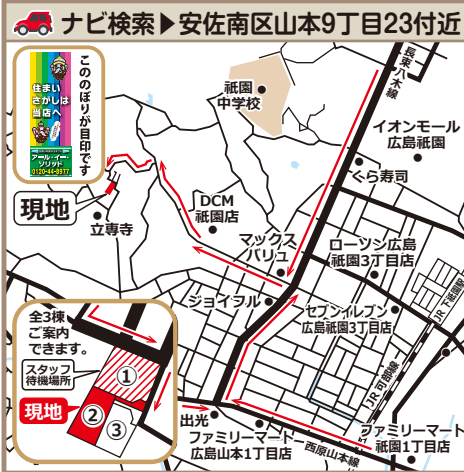 ナビ検索▶安佐南区山本9丁目23付近
住まい
さがしは
当店へ
アール・イー・
ソリッド
0120-44-8977
こののぼりが目印です
長束八木線
祇園
中学校
イオンモール
広島祇園
くら寿司
現地
立専寺
DCM
祇園店
マックス
バリュ
ローソン広島
祇園3丁目店
JR 下祇園駅
ジョイフル
セブンイレブン
広島祇園3丁目店
JR可部線
全3棟
ご案内
できます。
スタッフ
待機場所
①
現地
②
③
出光
ファミリーマート
広島山本1丁目店
西原山本線
ファミリーマート
祇園1丁目店